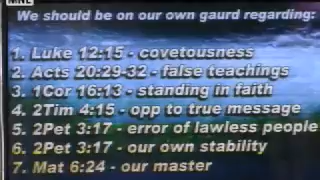 MNL
We should be on our own gaurd regarding:
1. Luke 12:15 - covetousness
2. Acts 20:29-32 - false teachings
3. 1Cor 16:13 - standing in faith
4. 2Tim 4:15 - opp to true message
5. 2Pet 3:17 - error of lawless people
6. 2Pet 3:17 - our own stability
7. Mat 6:24 - our master